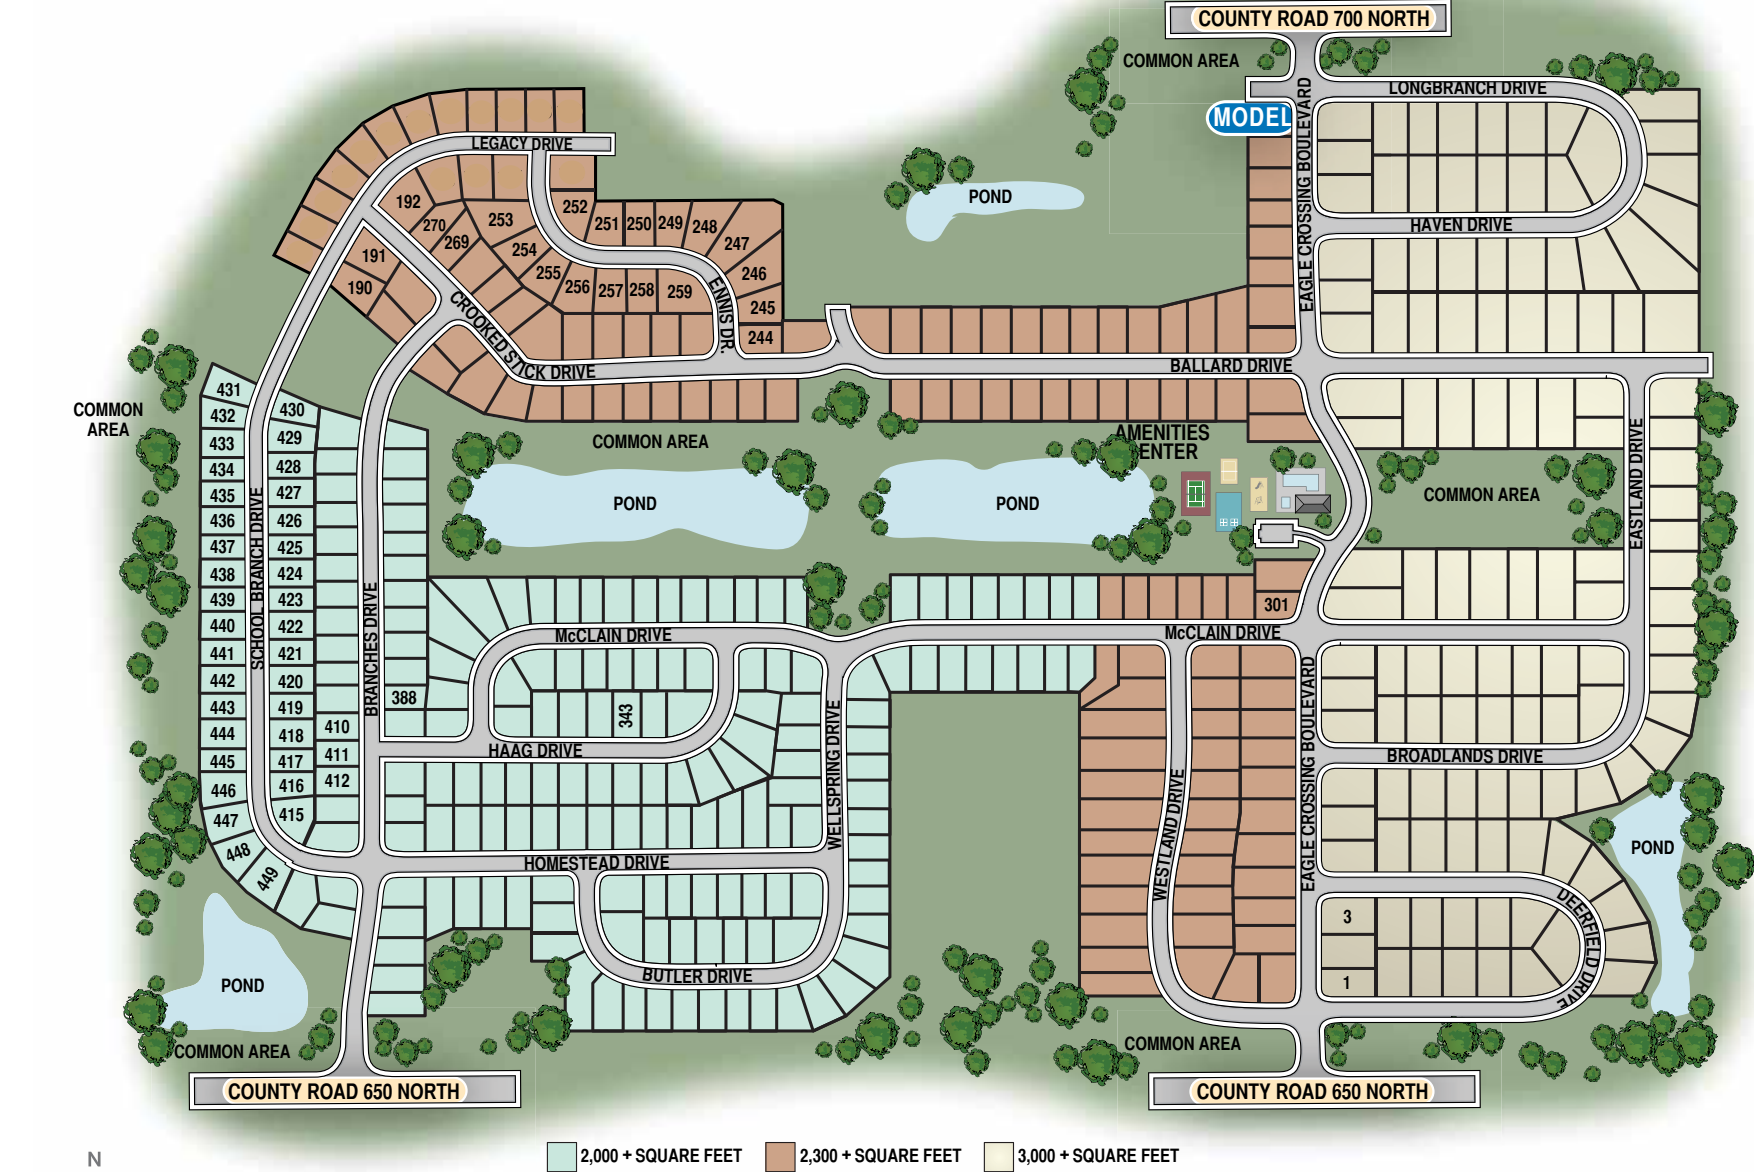 COUNTY ROAD 700 NORTH
COMMON AREA
LONGBRANCH DRIVE
MODEL
EAGLE CROSSING BOULEVARD
LEGACY DRIVE
POND
HAVEN DRIVE
192
270
269
253
254
252
251
250
249
248
247
246
245
244
191
190
255
256
257
258
259
ENNIS DR.
CROOKED STICK DRIVE
BALLARD DRIVE
COMMON
AREA
431
432
433
434
435
436
437
438
439
440
441
442
443
444
445
446
447
448
449
430
429
428
427
426
425
424
423
422
421
420
419
418
417
416
415
SCHOOL BRANCH DRIVE
BRANCHES DRIVE
388
410
411
412
COMMON AREA
POND
POND
AMENITIES
CENTER
COMMON AREA
EASTLAND DRIVE
301
McCLAIN DRIVE
McCLAIN DRIVE
343
HAAG DRIVE
WELLSPRING DRIVE
WESTLAND DRIVE
EAGLE CROSSING BOULEVARD
BROADLANDS DRIVE
HOMESTEAD DRIVE
BUTLER DRIVE
POND
3
1
DEERFIELD DRIVE
DRIVE
POND
COMMON AREA
COMMON AREA
COUNTY ROAD 650 NORTH
COUNTY ROAD 650 NORTH
N
2,000 + SQUARE FEET
2,300 + SQUARE FEET
3,000 + SQUARE FEET